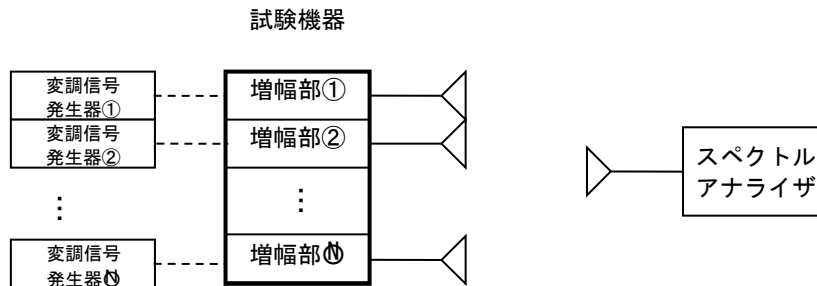 試験機器
変調信号
発生器①
増幅部①
変調信号
発生器②
増幅部②
スペクトル
アナライザ
⋮
⋮
変調信号
発生器Ⓝ
増幅部Ⓝ